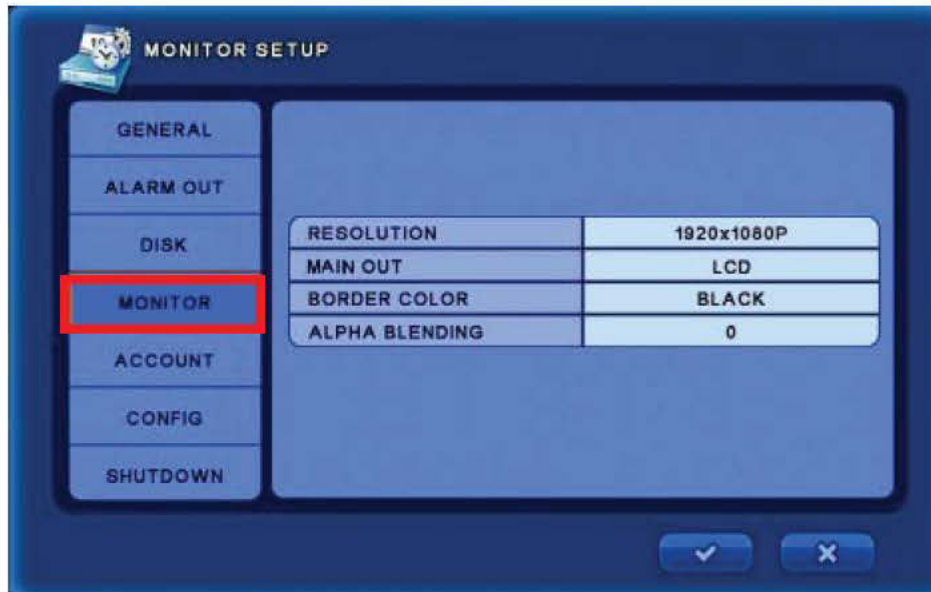 MONITOR SETUP
GENERAL
ALARM OUT
DISK
MONITOR
ACCOUNT
CONFIG
SHUTDOWN
RESOLUTION 1920x1080P
MAIN OUT LCD
BORDER COLOR BLACK
ALPHA BLENDING 0